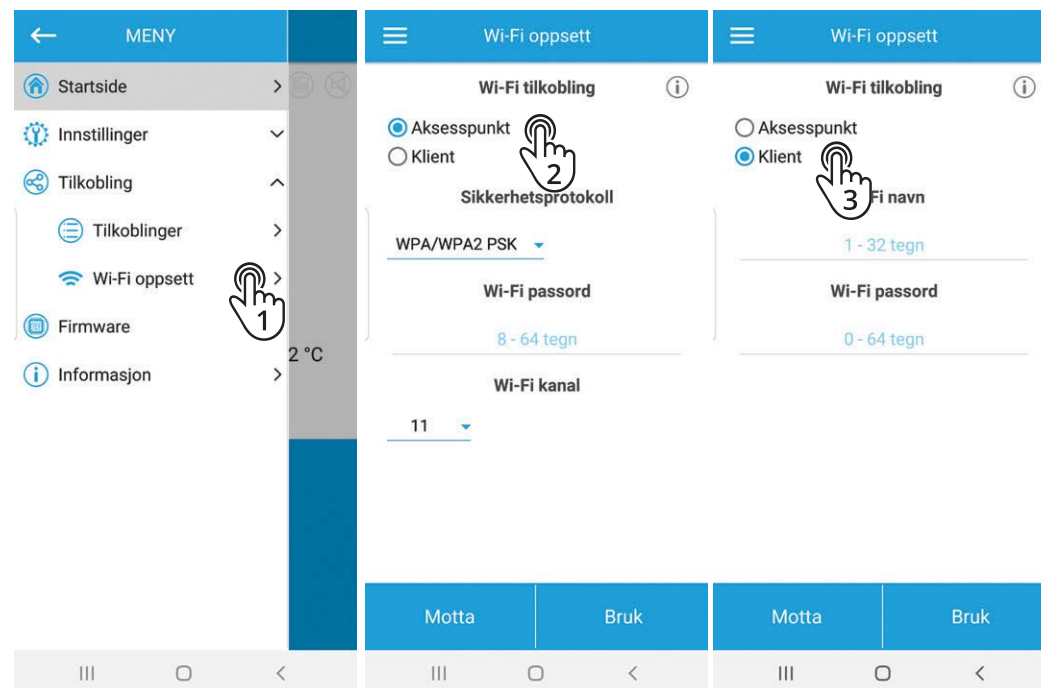 MENY
Startside
Innstillinger
Tilkobling
Tilkoblinger
Wi-Fi oppsett
1
Firmware
2 °C
Informasjon
Wi-Fi oppsett
Wi-Fi tilkobling
Aksesspunkt
Klient
2
Sikkerhetsprotokoll
WPA/WPA2 PSK
Wi-Fi passord
8 - 64 tegn
Wi-Fi kanal
11
Motta Bruk
Wi-Fi oppsett
Wi-Fi tilkobling
Aksesspunkt
Klient
3
Fi navn
1 - 32 tegn
Wi-Fi passord
0 - 64 tegn
Motta Bruk